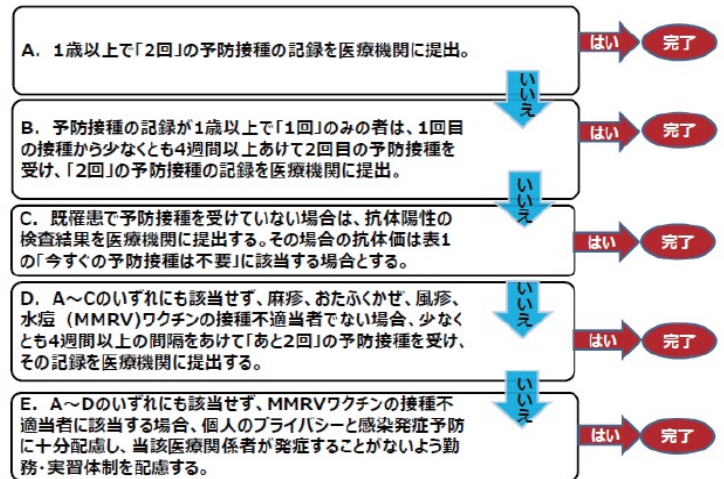 A. 1歳以上で「2回」の予防接種の記録を医療機関に提出。
はい
完了
いいえ
B. 予防接種の記録が1歳以上で「1回」のみの者は、1回目
の接種から少なくとも4週間以上あけて2回目の予防接種を
受け、「2回」の予防接種の記録を医療機関に提出。
はい
完了
いいえ
C. 既罹患で予防接種を受けていない場合は、抗体陽性の
検査結果を医療機関に提出する。その場合の抗体価は表1
の「今すぐの予防接種は不要」に該当する場合とする。
はい
完了
いいえ
D. A~Cのいずれにも該当せず、麻疹、おたふくかぜ、風疹、
水痘 (MMRV)ワクチンの接種不適当者でない場合、少なく
とも4週間以上の間隔をあけて「あと2回」の予防接種を受け、
その記録を医療機関に提出する。
はい
完了
いいえ
E. A~Dのいずれにも該当せず、MMRVワクチンの接種不
適当者に該当する場合、個人のプライバシーと感染発症予防
に十分配慮し、当該医療関係者が発症することがないよう勤
務・実習体制を配慮する。
はい
完了